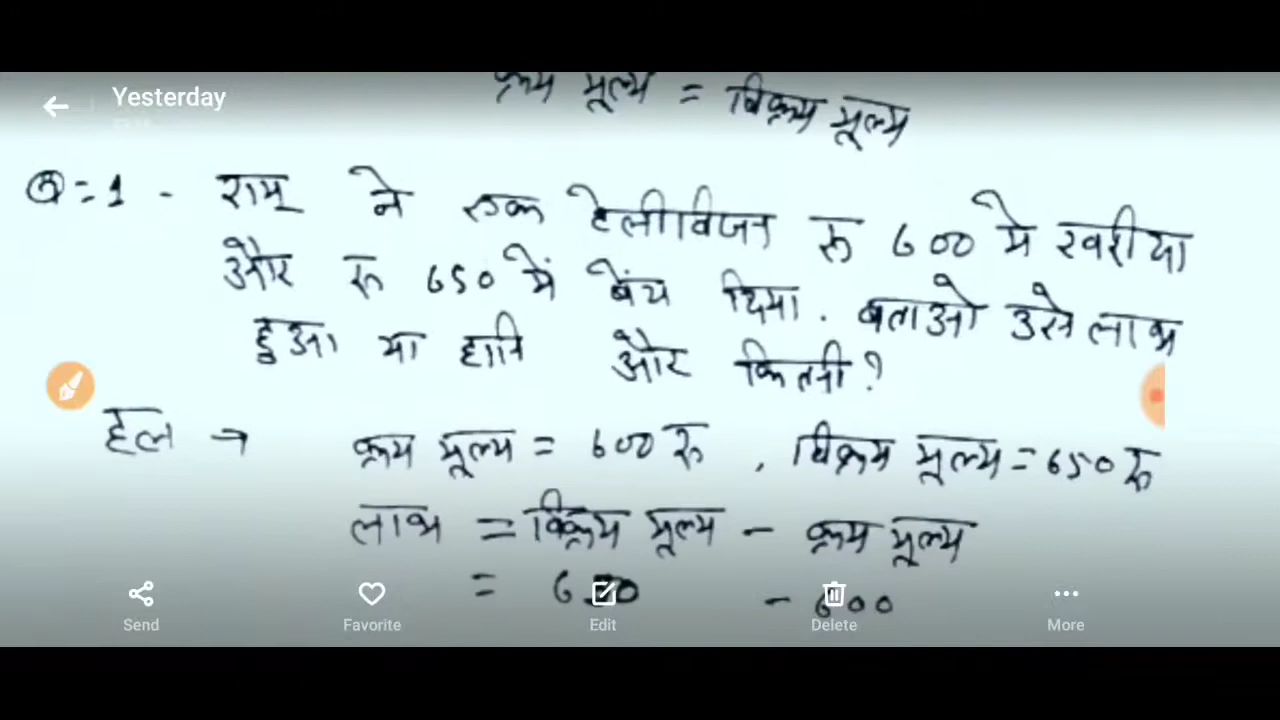 Yesterday
क्रय मूल्य = विक्रय मूल्य
Q=1 - रामू ने एक टेलीविजन रू 600 मे खरीदा
और रू 650 में बेंच दिया. बताओ उसे लाभ
हुआ या हानि और कितनी?
हल → क्रय मूल्य = 600 रू , विक्रय मूल्य = 650 रू
लाभ = विक्रय मूल्य - क्रय मूल्य
= 650 - 600
Send Favorite Edit Delete More